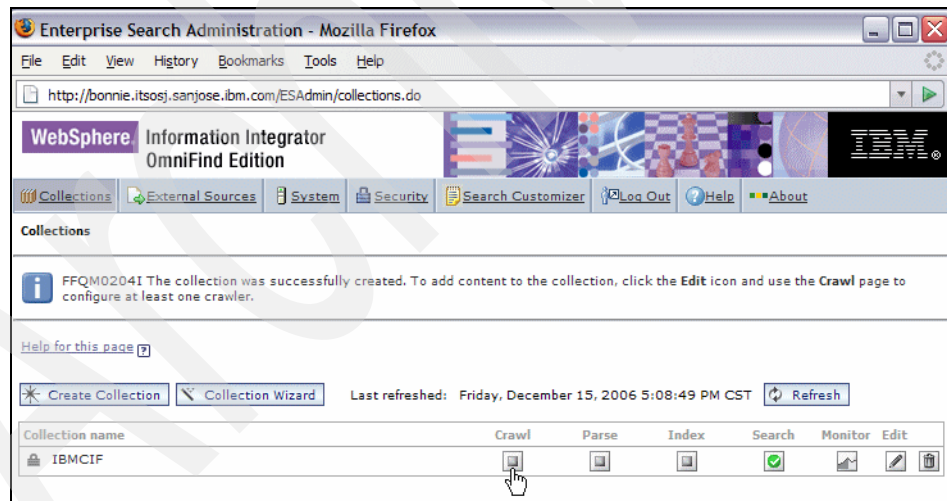 Enterprise Search Administration - Mozilla Firefox
File Edit View History Bookmarks Tools Help
http://bonnie.itsosj.sanjose.ibm.com/ESAdmin/collections.do
WebSphere. Information Integrator
OmniFind Edition
IBM®
Collections External Sources System Security Search Customizer Log Out Help About
Collections
FFQM0204I The collection was successfully created. To add content to the collection, click the Edit icon and use the Crawl page to
configure at least one crawler.
Help for this page ?
Create Collection Collection Wizard Last refreshed: Friday, December 15, 2006 5:08:49 PM CST Refresh
Collection name Crawl Parse Index Search Monitor Edit
IBMCIF